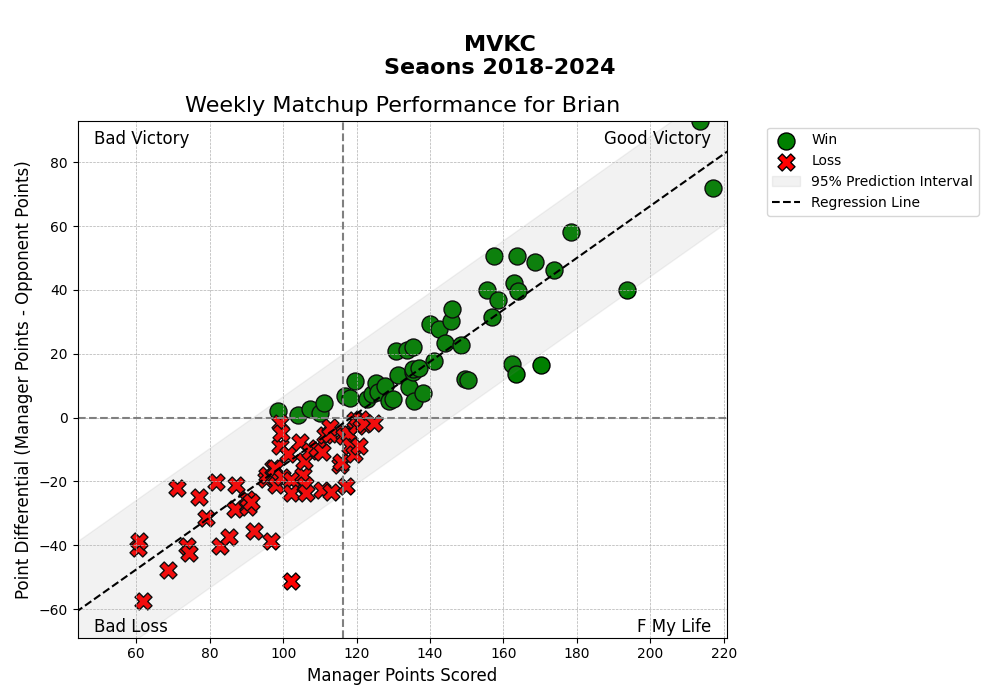 MVKC
Seaons 2018-2024
Weekly Matchup Performance for Brian
Bad Victory
Good Victory
Bad Loss
F My Life
Point Differential (Manager Points - Opponent Points)
80
60
40
20
0
−20
−40
−60
60
80
100
120
140
160
180
200
220
Manager Points Scored
Win
Loss
95% Prediction Interval
Regression Line